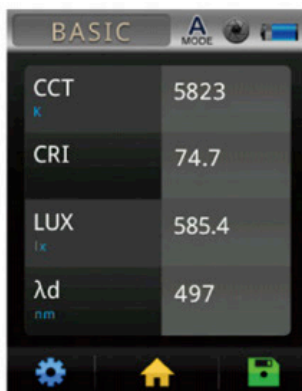 BASIC
A
MODE
CCT 5823
K
CRI 74.7
LUX 585.4
lx
λd 497
nm